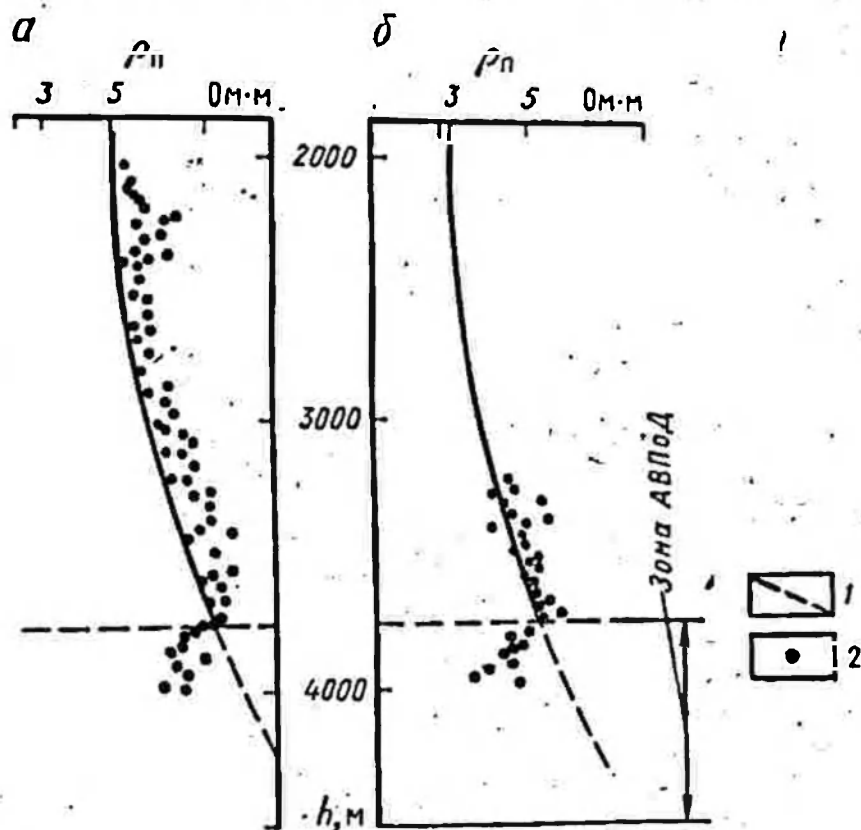 а
б
ρп
ρп
3 5 Ом·м
3 5 Ом·м
2000
3000
4000
h, м
Зона АВПоД
1
2